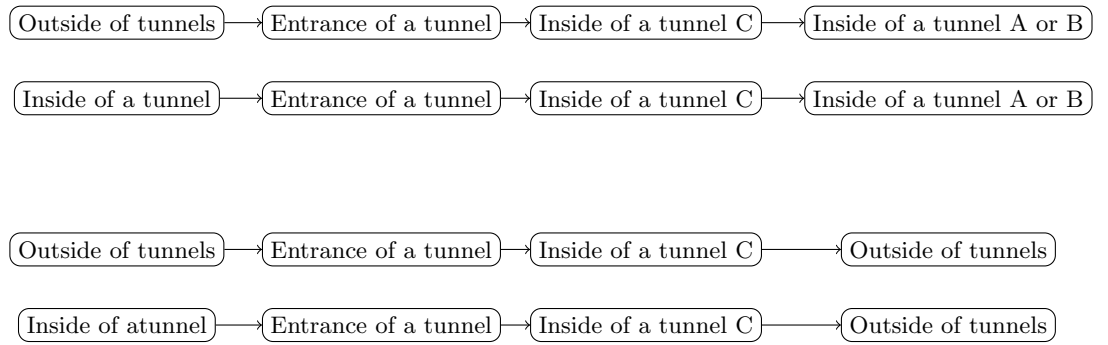 Outside of tunnels Entrance of a tunnel Inside of a tunnel C Inside of a tunnel A or B
Inside of a tunnel Entrance of a tunnel Inside of a tunnel C Inside of a tunnel A or B
Outside of tunnels Entrance of a tunnel Inside of a tunnel C Outside of tunnels
Inside of atunnel Entrance of a tunnel Inside of a tunnel C Outside of tunnels